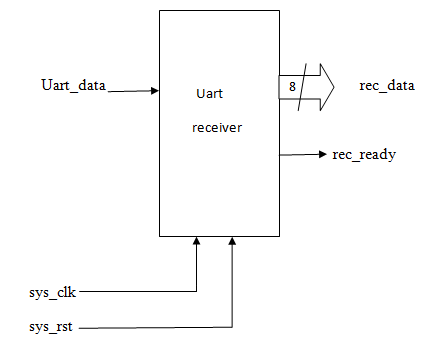 Uart_data
Uart
receiver
8
rec_data
rec_ready
sys_clk
sys_rst